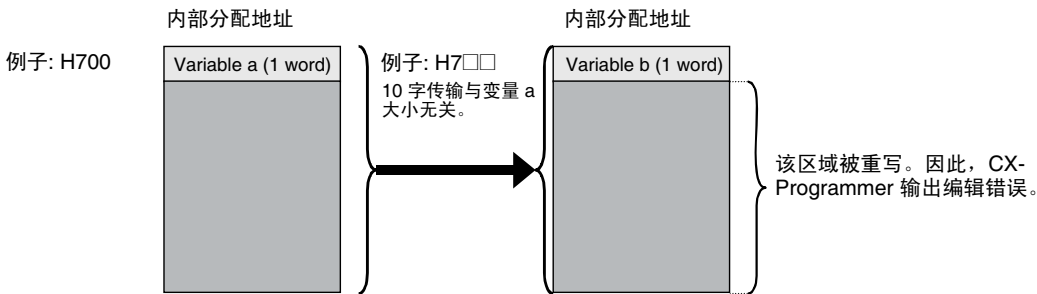 内部分配地址
内部分配地址
例子: H700
Variable a (1 word)
例子: H7□□
Variable b (1 word)
10 字传输与变量 a
大小无关。
该区域被重写。因此，CX-
Programmer 输出编辑错误。